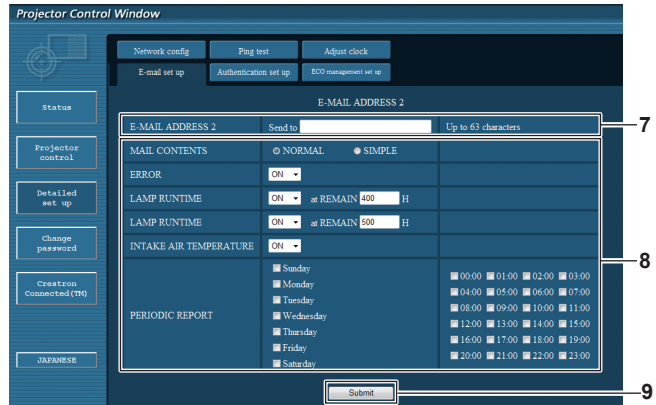 Projector Control Window
Network config
Ping test
Adjust clock
E-mail set up
Authentication set up
ECO management set up
Status
Projector
control
Detailed
set up
Change
password
Crestron
Connected(TM)
JAPANESE
E-MAIL ADDRESS 2
E-MAIL ADDRESS 2 Send to Up to 63 characters
7
MAIL CONTENTS NORMAL SIMPLE
ERROR ON
LAMP RUNTIME ON at REMAIN 400 H
LAMP RUNTIME ON at REMAIN 500 H
INTAKE AIR TEMPERATURE ON
8
PERIODIC REPORT
Sunday
Monday
Tuesday
Wednesday
Thursday
Friday
Saturday
00:00 01:00 02:00 03:00
04:00 05:00 06:00 07:00
08:00 09:00 10:00 11:00
12:00 13:00 14:00 15:00
16:00 17:00 18:00 19:00
20:00 21:00 22:00 23:00
Submit
9